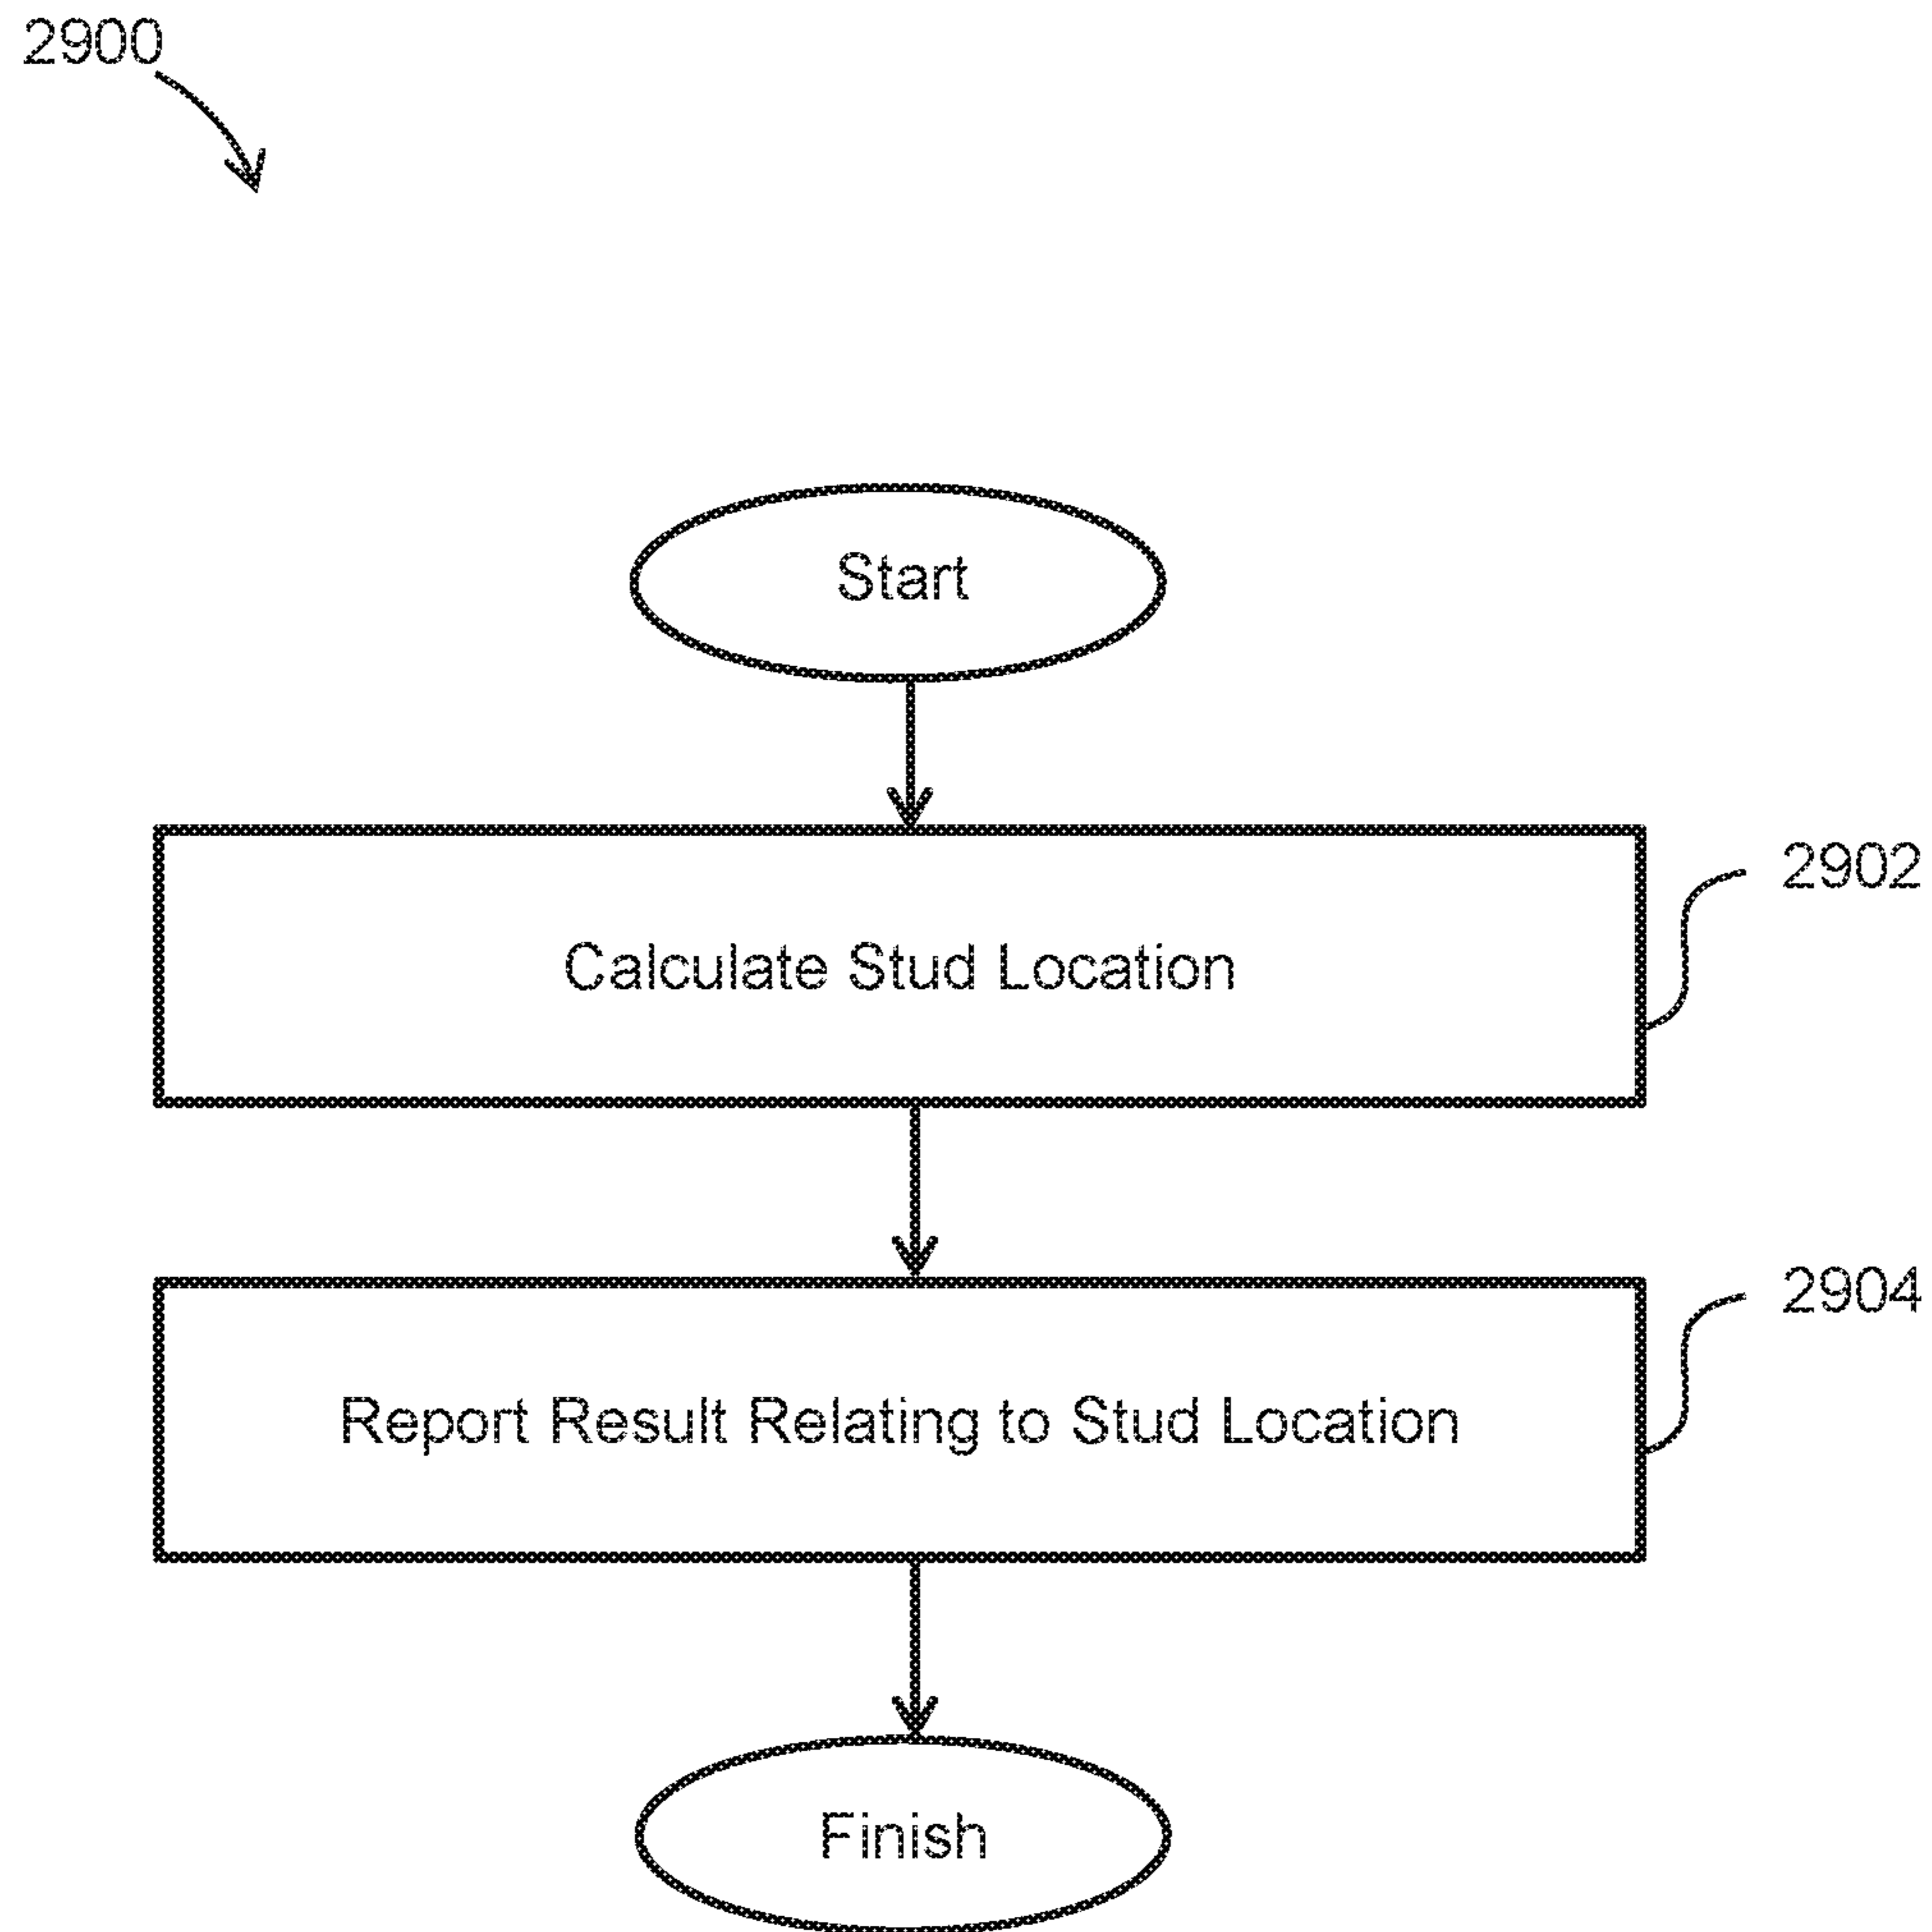 2900
Start
2902
Calculate Stud Location
2904
Report Result Relating to Stud Location
Finish